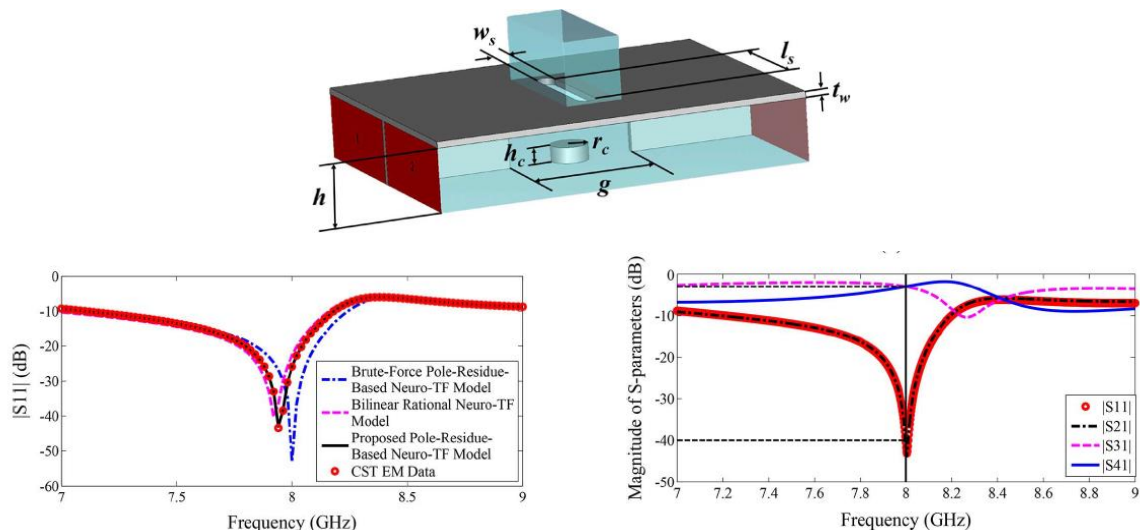 w_s
l_s
t_w
1
2
h_c
r_c
h
g
|S11| (dB)
0
-10
-20
-30
-40
-50
-60
7
7.5
8
8.5
9
Frequency (GHz)
Brute-Force Pole-Residue-
Based Neuro-TF Model
Bilinear Rational Neuro-TF
Model
Proposed Pole-Residue-
Based Neuro-TF Model
CST EM Data
Magnitude of S-parameters (dB)
0
-10
-20
-30
-40
-50
7
7.2
7.4
7.6
7.8
8
8.2
8.4
8.6
8.8
9
Frequency (GHz)
|S11|
|S21|
|S31|
|S41|